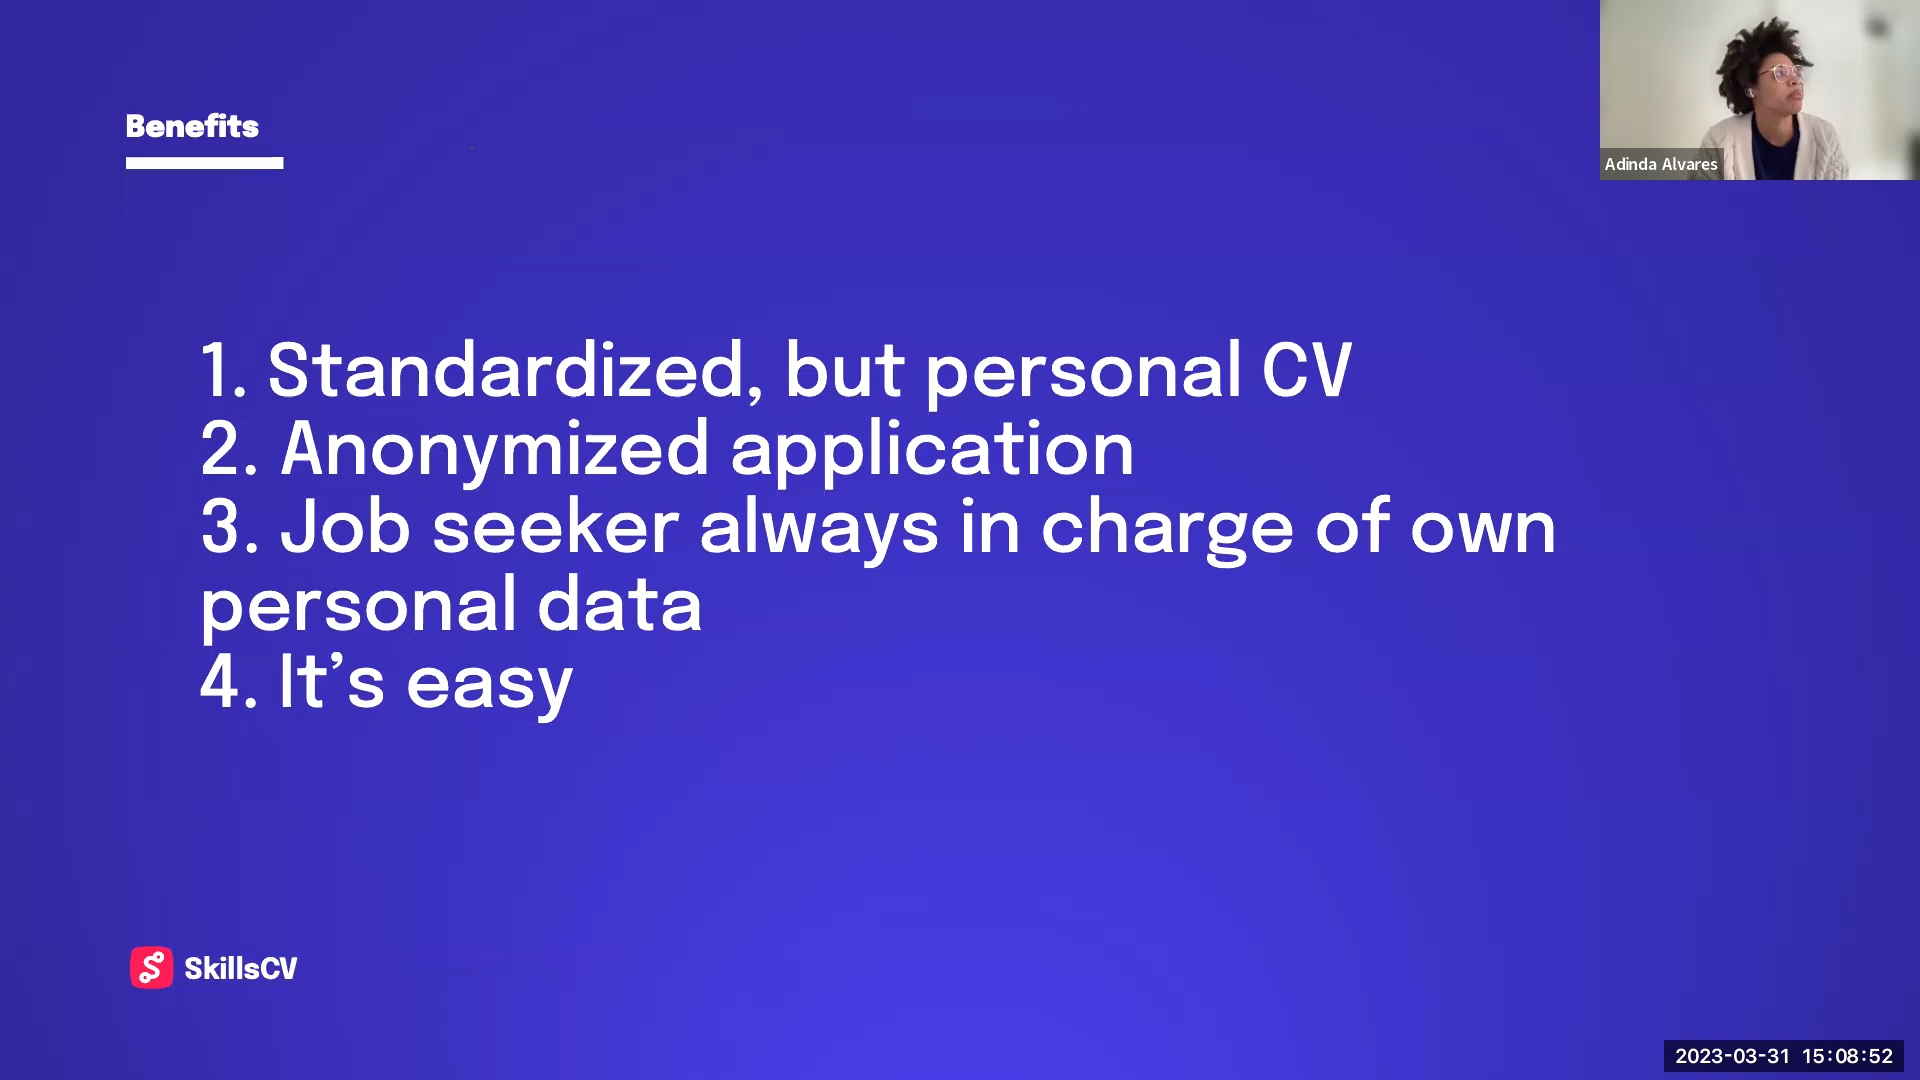 Benefits
Adinda Alvares
1. Standardized, but personal CV
2. Anonymized application
3. Job seeker always in charge of own
personal data
4. It’s easy
SkillsCV
2023-03-31 15:08:52